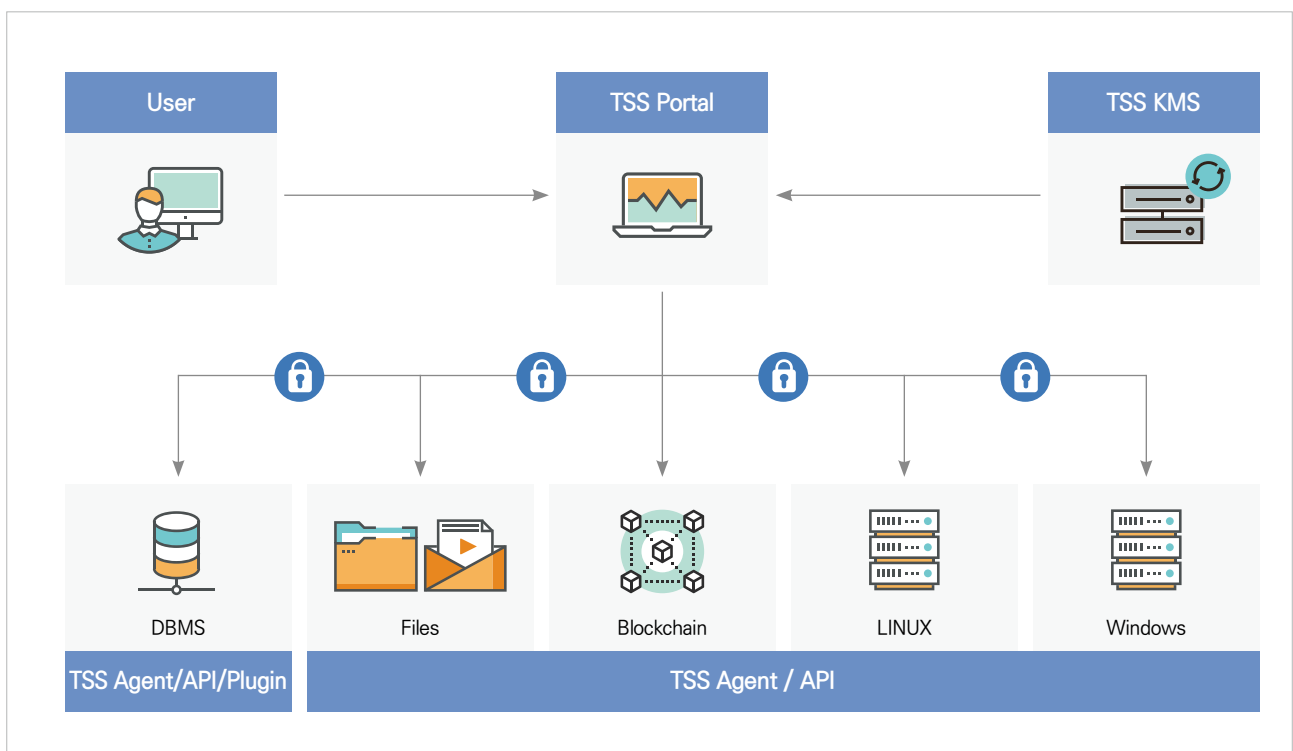 User
TSS Portal
TSS KMS
DBMS
Files
Blockchain
LINUX
Windows
TSS Agent/API/Plugin
TSS Agent / API